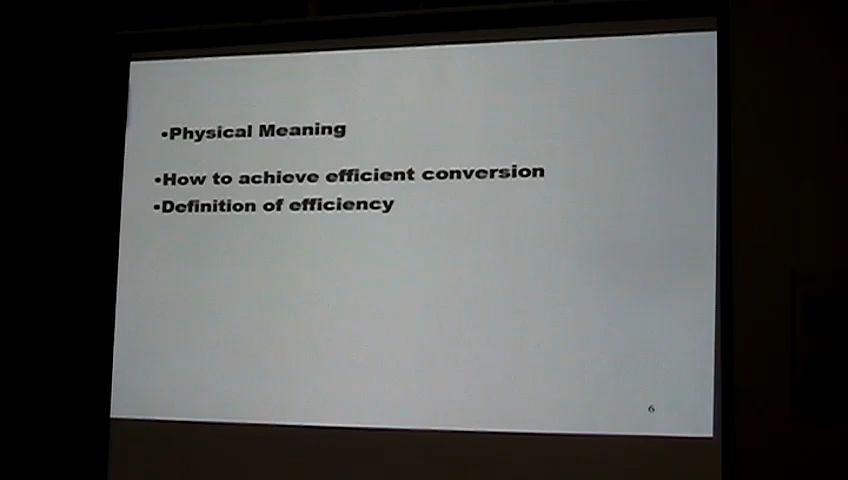 •Physical Meaning
•How to achieve efficient conversion
•Definition of efficiency
6